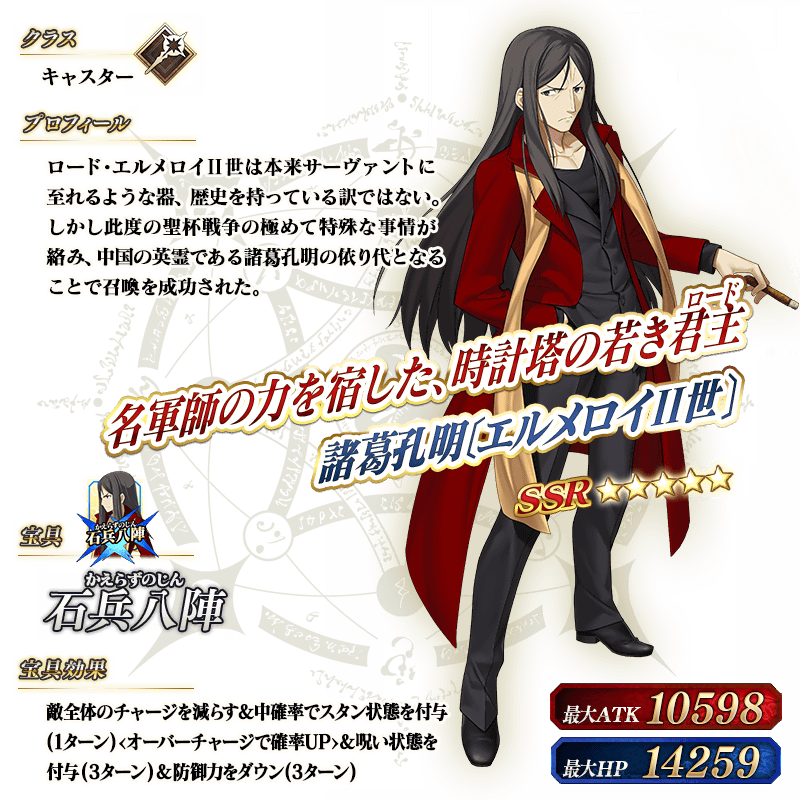 クラス
キャスター
プロフィール
ロード・エルメロイⅡ世は本来サーヴァントに
至れるような器、歴史を持っている訳ではない。
しかし此度の聖杯戦争の極めて特殊な事情が
絡み、中国の英霊である諸葛孔明の依り代となる
ことで召喚を成功された。
ロード
名軍師の力を宿した、時計塔の若き君主
諸葛孔明〔エルメロイⅡ世〕
SSR
宝具
かえらずのじん
石兵八陣
かえらずのじん
石兵八陣
宝具効果
敵全体のチャージを減らす&中確率でスタン状態を付与
(1ターン)<オーバーチャージで確率UP>&呪い状態を
付与(3ターン)&防御力をダウン(3ターン)
最大ATK 10598
最大HP 14259